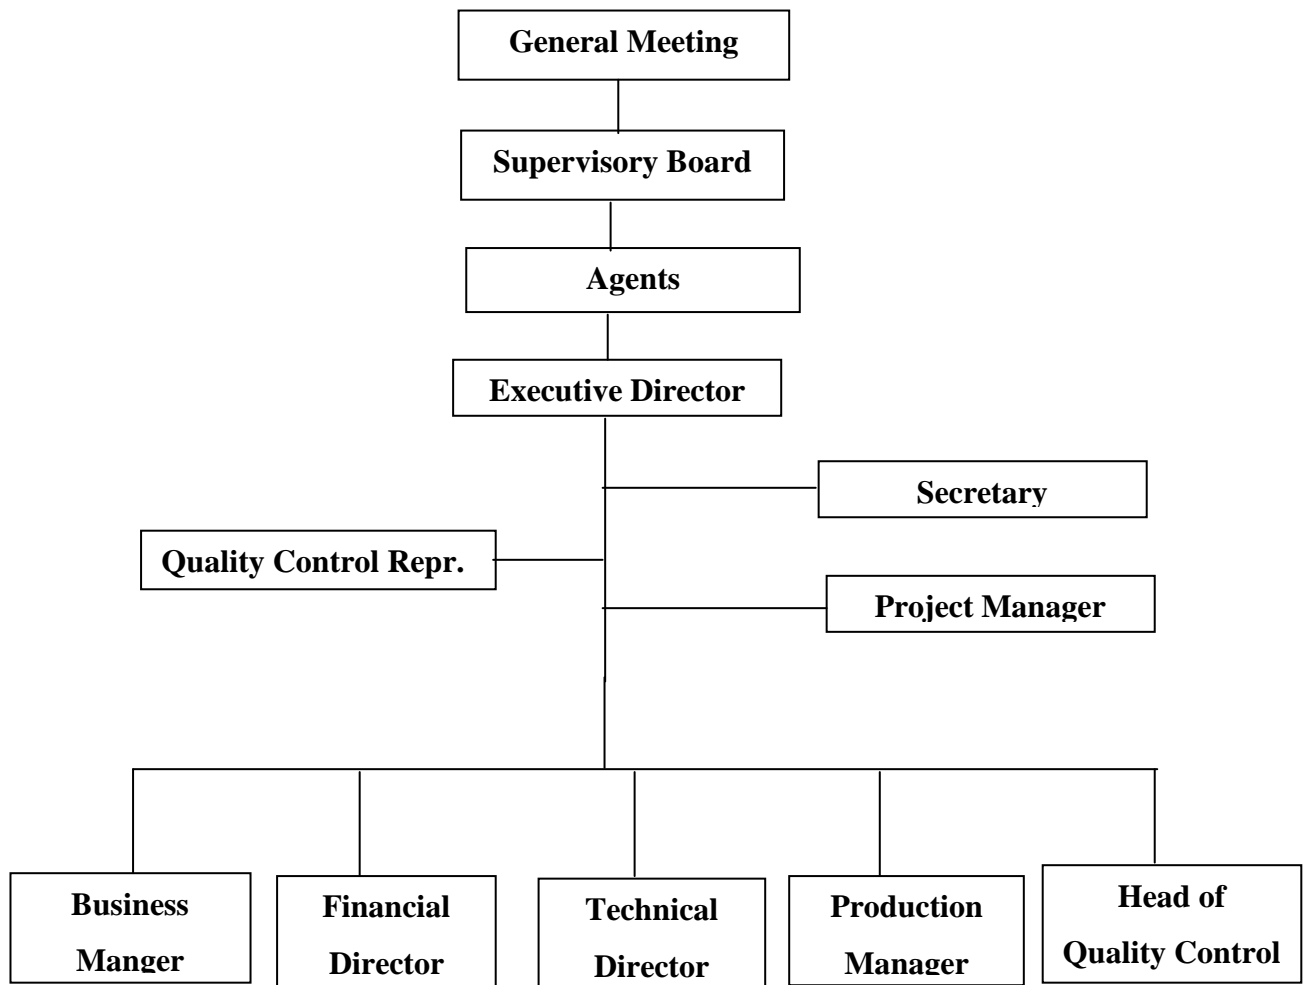 General Meeting
Supervisory Board
Agents
Executive Director
Secretary
Quality Control Repr.
Project Manager
Business
Manger
Financial
Director
Technical
Director
Production
Manager
Head of
Quality Control